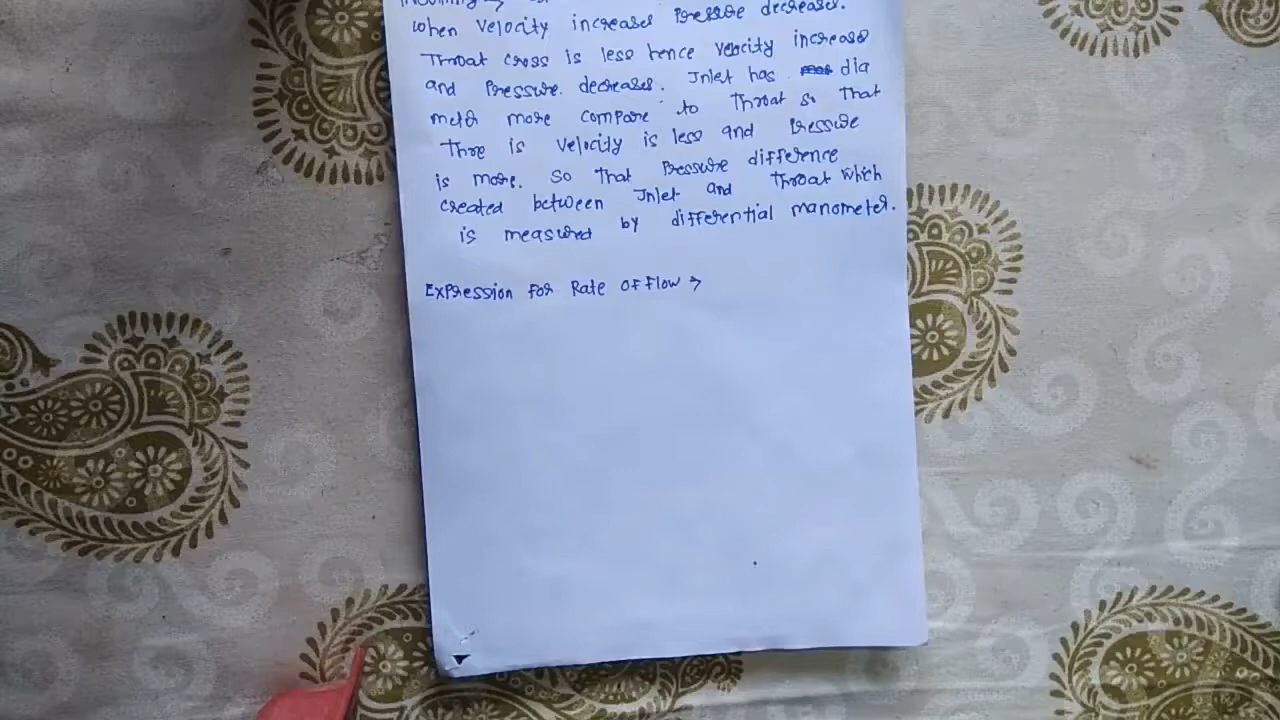 when velocity increases Pressure decreases.
Throat cross is less hence velocity increase
and Pressure. decreases. Inlet has dia
meter more compare to Throat so That
Thre is velocity is less and Pressure
is more. so That Pressure difference
created between Inlet and Throat which
is measured by differential manometer.
Expression for Rate of Flow →